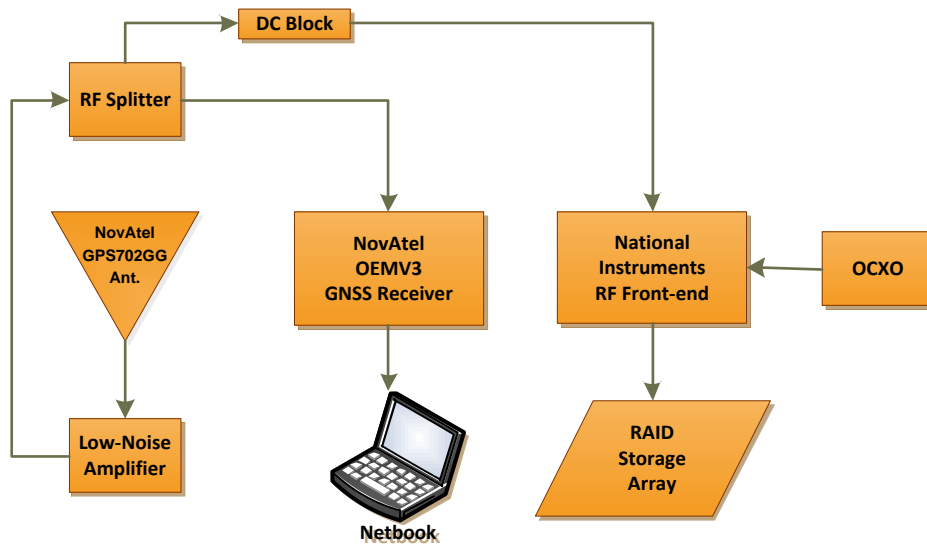 DC Block
RF Splitter
NovAtel
GPS702GG
Ant.
NovAtel
OEMV3
GNSS Receiver
National
Instruments
RF Front-end
OCXO
Low-Noise
Amplifier
RAID
Storage
Array
Netbook